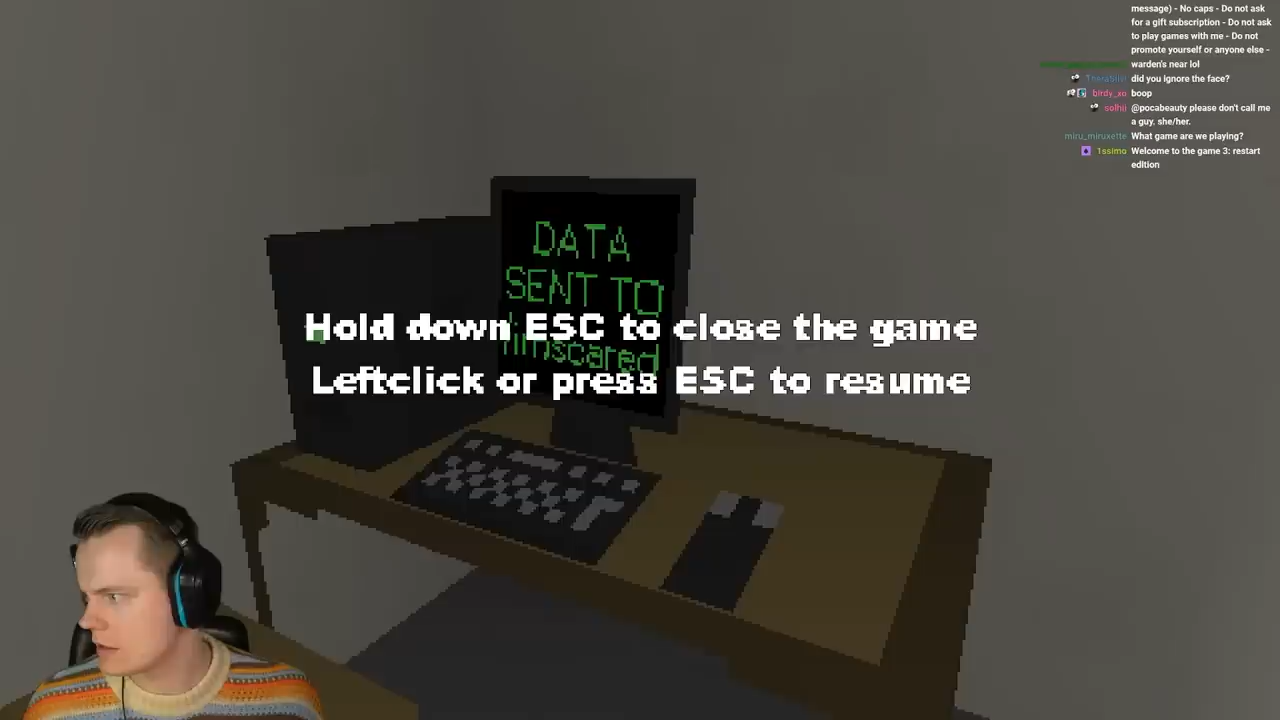 message) - No caps - Do not ask
for a gift subscription - Do not ask
to play games with me - Do not
promote yourself or anyone else -
warden's near lol
did you ignore the face?
birdy_xo boop
solhii @pocabeauty please don't call me
a guy. she/her.
miru_miruxette What game are we playing?
1ssimo Welcome to the game 3: restart
edition
DATA
SENT TO
imscared
Hold down ESC to close the game
Leftclick or press ESC to resume